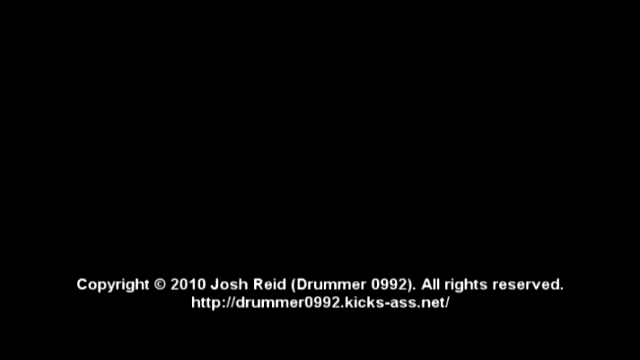 Copyright © 2010 Josh Reid (Drummer 0992). All rights reserved.
http://drummer0992.kicks-ass.net/